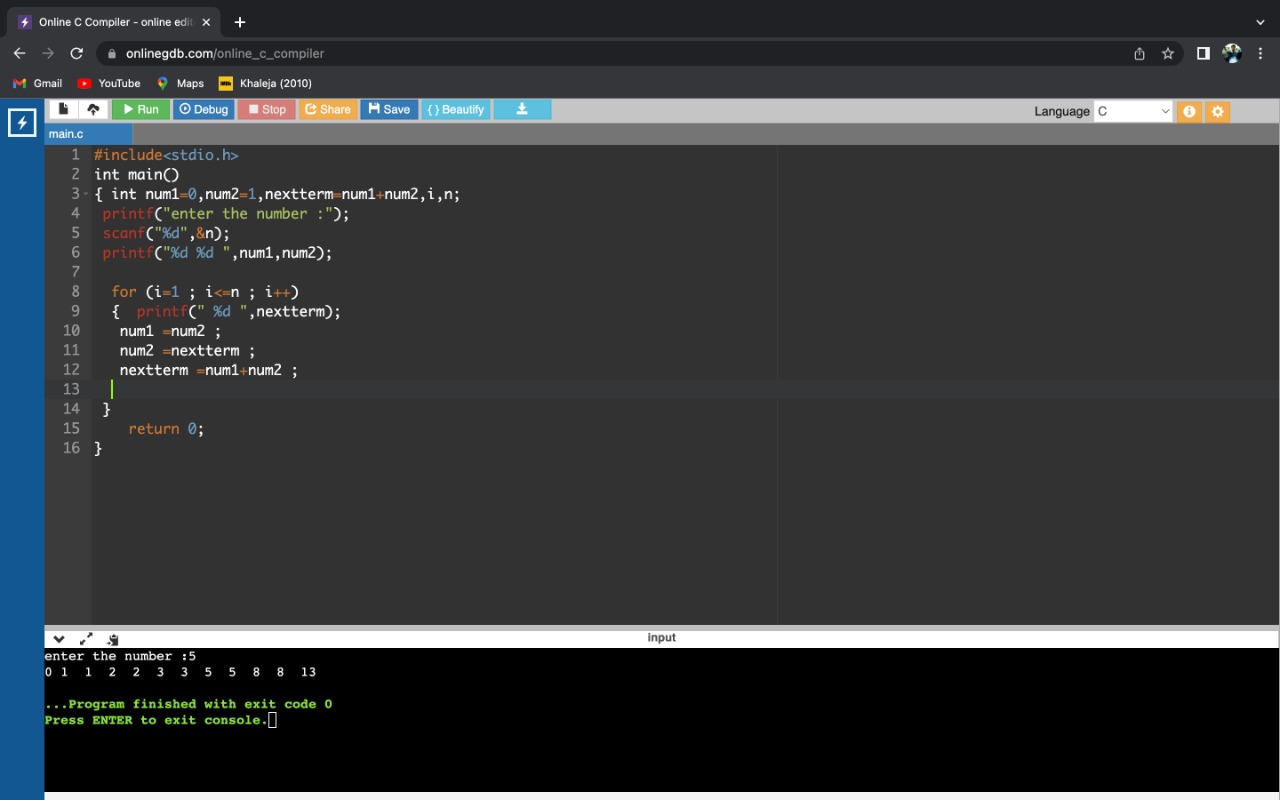 Online C Compiler - online edit
onlinegdb.com/online_c_compiler
Gmail YouTube Maps Khaleja (2010)
Run Debug Stop Share Save { } Beautify Language C
main.c
1 #include<stdio.h>
2 int main()
3 { int num1=0,num2=1,nextterm=num1+num2,i,n;
4 printf("enter the number :");
5 scanf("%d",&n);
6 printf("%d %d ",num1,num2);
7
8 for (i=1 ; i<=n ; i++)
9 { printf(" %d ",nextterm);
10 num1 =num2 ;
11 num2 =nextterm ;
12 nextterm =num1+num2 ;
13
14 }
15 return 0;
16 }
input
enter the number :5
0 1 1 2 2 3 3 5 5 8 8 13
...Program finished with exit code 0
Press ENTER to exit console.